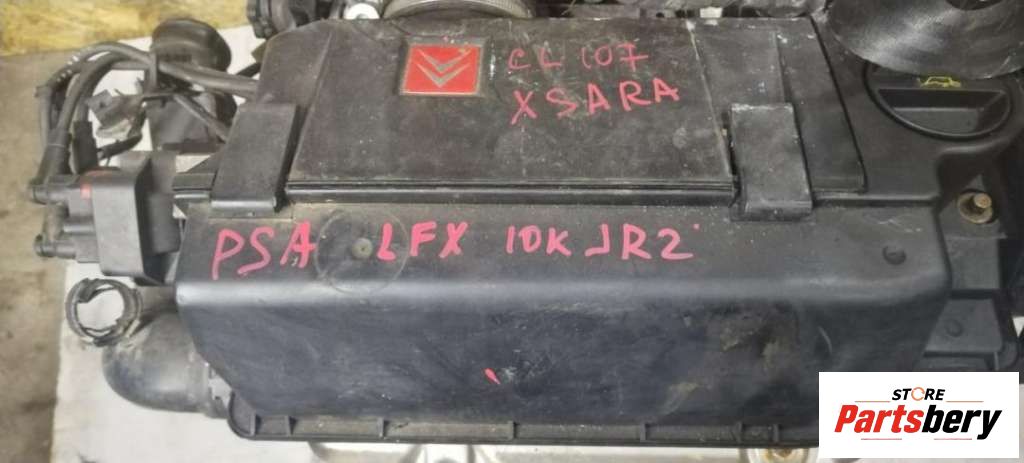 CL 107
XSARA
PSA LFX 10KJR2
STORE
Partsbery